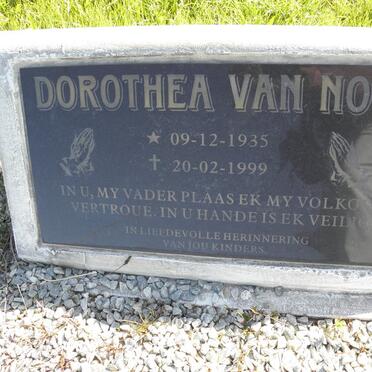 DOROTHEA VAN NO
★ 09-12-1935
✝ 20-02-1999
IN U, MY VADER PLAAS EK MY VOLKO
VERTROUE. IN U HANDE IS EK VEILI
IN LIEFDEVOLLE HERINNERING
VAN JOU KINDERS.